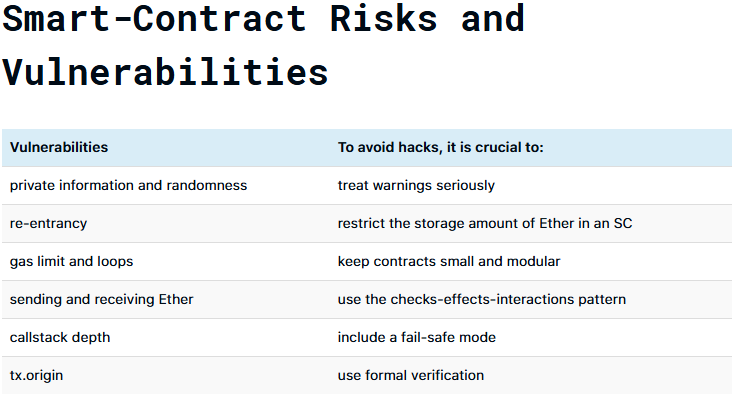 Smart-Contract Risks and
Vulnerabilities
Vulnerabilities To avoid hacks, it is crucial to:
private information and randomness treat warnings seriously
re-entrancy restrict the storage amount of Ether in an SC
gas limit and loops keep contracts small and modular
sending and receiving Ether use the checks-effects-interactions pattern
callstack depth include a fail-safe mode
tx.origin use formal verification